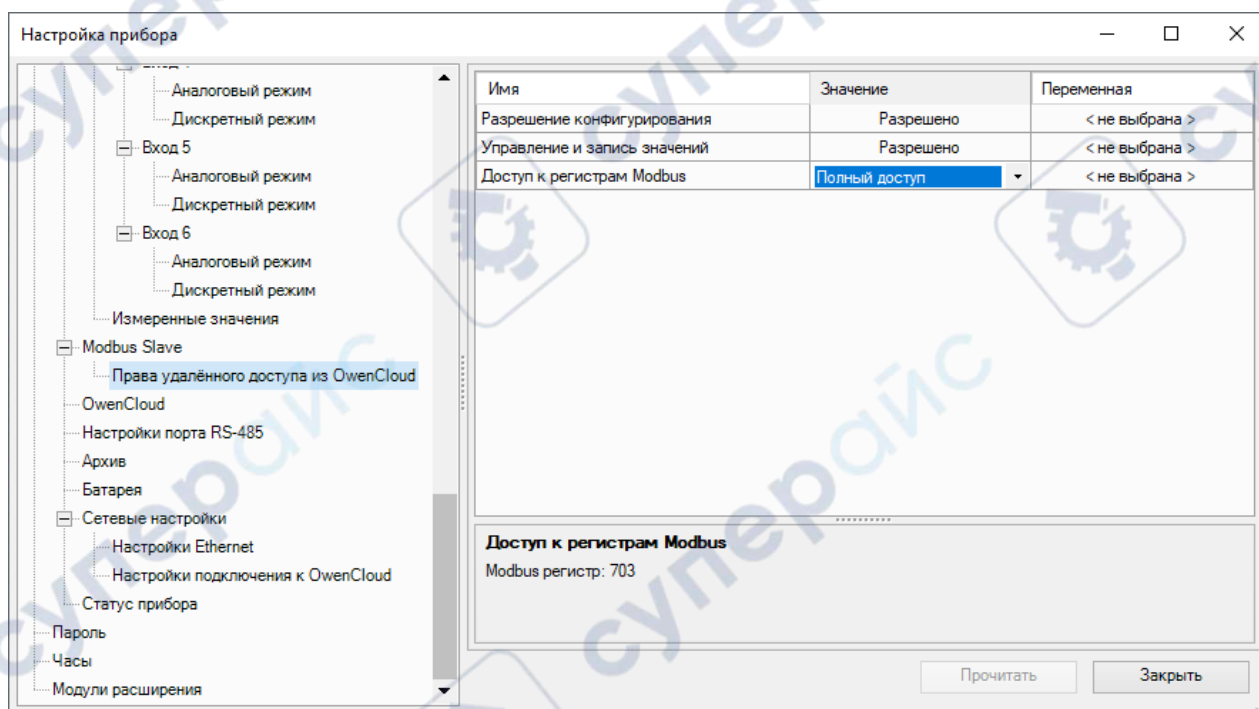 Настройка прибора
Аналоговый режим
Дискретный режим
Вход 5
Аналоговый режим
Дискретный режим
Вход 6
Аналоговый режим
Дискретный режим
Измеренные значения
Modbus Slave
Права удалённого доступа из OwenCloud
OwenCloud
Настройки порта RS-485
Архив
Батарея
Сетевые настройки
Настройки Ethernet
Настройки подключения к OwenCloud
Статус прибора
Пароль
Часы
Модули расширения
Имя Значение Переменная
Разрешение конфигурирования Разрешено < не выбрана >
Управление и запись значений Разрешено < не выбрана >
Доступ к регистрам Modbus Полный доступ < не выбрана >
Доступ к регистрам Modbus
Modbus регистр: 703
Прочитать Закрыть
суперайс
суперайс